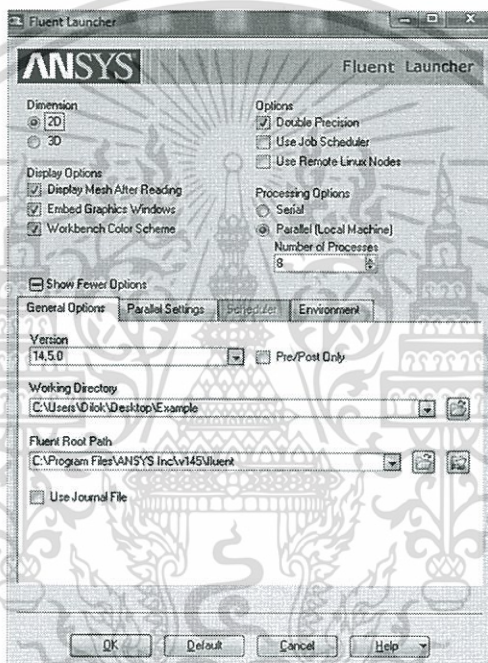 Fluent Launcher
ANSYS
Fluent Launcher
Dimension
2D
3D
Display Options
Display Mesh After Reading
Embed Graphics Windows
Workbench Color Scheme
Options
Double Precision
Use Job Scheduler
Use Remote Linux Nodes
Processing Options
Serial
Parallel (Local Machine)
Number of Processes
8
Show Fewer Options
General Options Parallel Settings Scheduler Environment
Version
14.5.0
Pre/Post Only
Working Directory
C:\Users\Dilok\Desktop\Example
Fluent Root Path
C:\Program Files\ANSYS Inc\v145\fluent
Use Journal File
OK Default Cancel Help